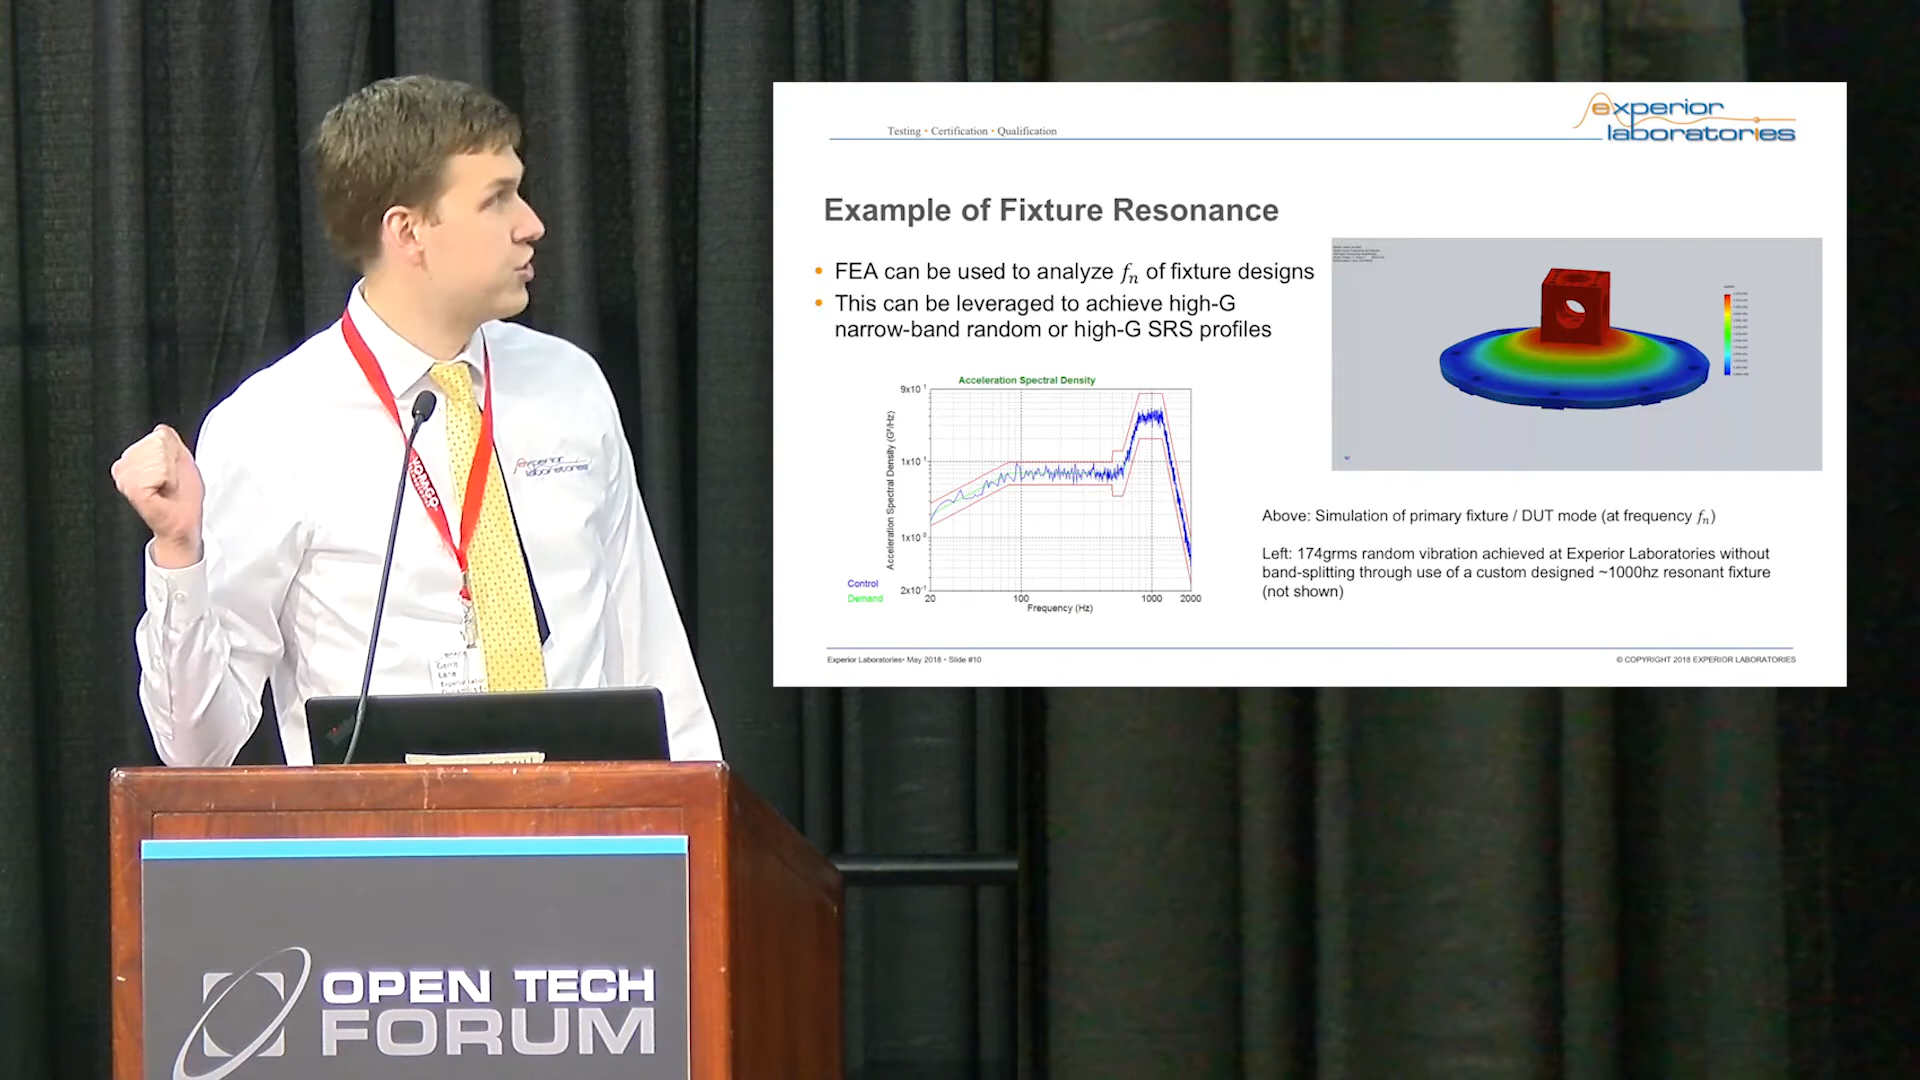 experior
laboratories
Testing • Certification • Qualification
Example of Fixture Resonance
• FEA can be used to analyze fn of fixture designs
• This can be leveraged to achieve high-G
narrow-band random or high-G SRS profiles
Acceleration Spectral Density
Acceleration Spectral Density (G²/Hz)
9x10¹
1x10¹
1x10⁰
2x10⁻¹
20
100
1000
2000
Frequency (Hz)
Control
Demand
Above: Simulation of primary fixture / DUT mode (at frequency fn)
Left: 174grms random vibration achieved at Experior Laboratories without
band-splitting through use of a custom designed ~1000hz resonant fixture
(not shown)
Experior Laboratories• May 2018 • Slide #10
© COPYRIGHT 2018 EXPERIOR LABORATORIES
experior
laboratories
Lane
OPEN TECH
FORUM